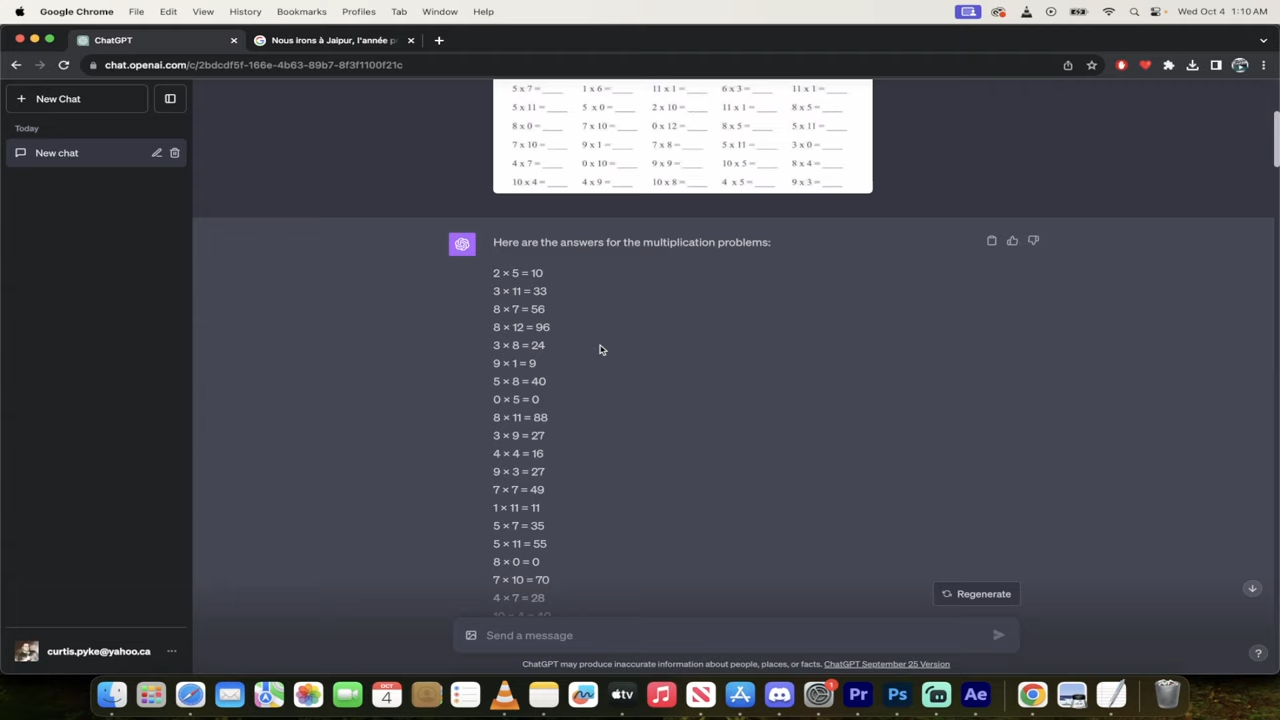 Google Chrome File Edit View History Bookmarks Profiles Tab Window Help Wed Oct 4 1:10 AM
ChatGPT Nous irons à Jaipur, l'année p
chat.openai.com/c/2bdcdf5f-166e-4b63-89b7-8f3f1100f21c
New Chat
Today
New chat
5 x 7 = ____ 1 x 6 = ____ 11 x 1 = ____ 6 x 3 = ____ 11 x 1 = ____
5 x 11 = ____ 5 x 0 = ____ 2 x 10 = ____ 11 x 1 = ____ 8 x 5 = ____
8 x 0 = ____ 7 x 10 = ____ 0 x 12 = ____ 8 x 5 = ____ 5 x 11 = ____
7 x 10 = ____ 9 x 1 = ____ 7 x 8 = ____ 5 x 11 = ____ 3 x 0 = ____
4 x 7 = ____ 0 x 10 = ____ 9 x 9 = ____ 10 x 5 = ____ 8 x 4 = ____
10 x 4 = ____ 4 x 9 = ____ 10 x 8 = ____ 4 x 5 = ____ 9 x 3 = ____
Here are the answers for the multiplication problems:
2 × 5 = 10
3 × 11 = 33
8 × 7 = 56
8 × 12 = 96
3 × 8 = 24
9 × 1 = 9
5 × 8 = 40
0 × 5 = 0
8 × 11 = 88
3 × 9 = 27
4 × 4 = 16
9 × 3 = 27
7 × 7 = 49
1 × 11 = 11
5 × 7 = 35
5 × 11 = 55
8 × 0 = 0
7 × 10 = 70
4 × 7 = 28
10 × 4 = 40
Regenerate
Send a message
ChatGPT may produce inaccurate information about people, places, or facts. ChatGPT September 25 Version
curtis.pyke@yahoo.ca
?
OCT
4
tv
1
Pr
Ps
Ae